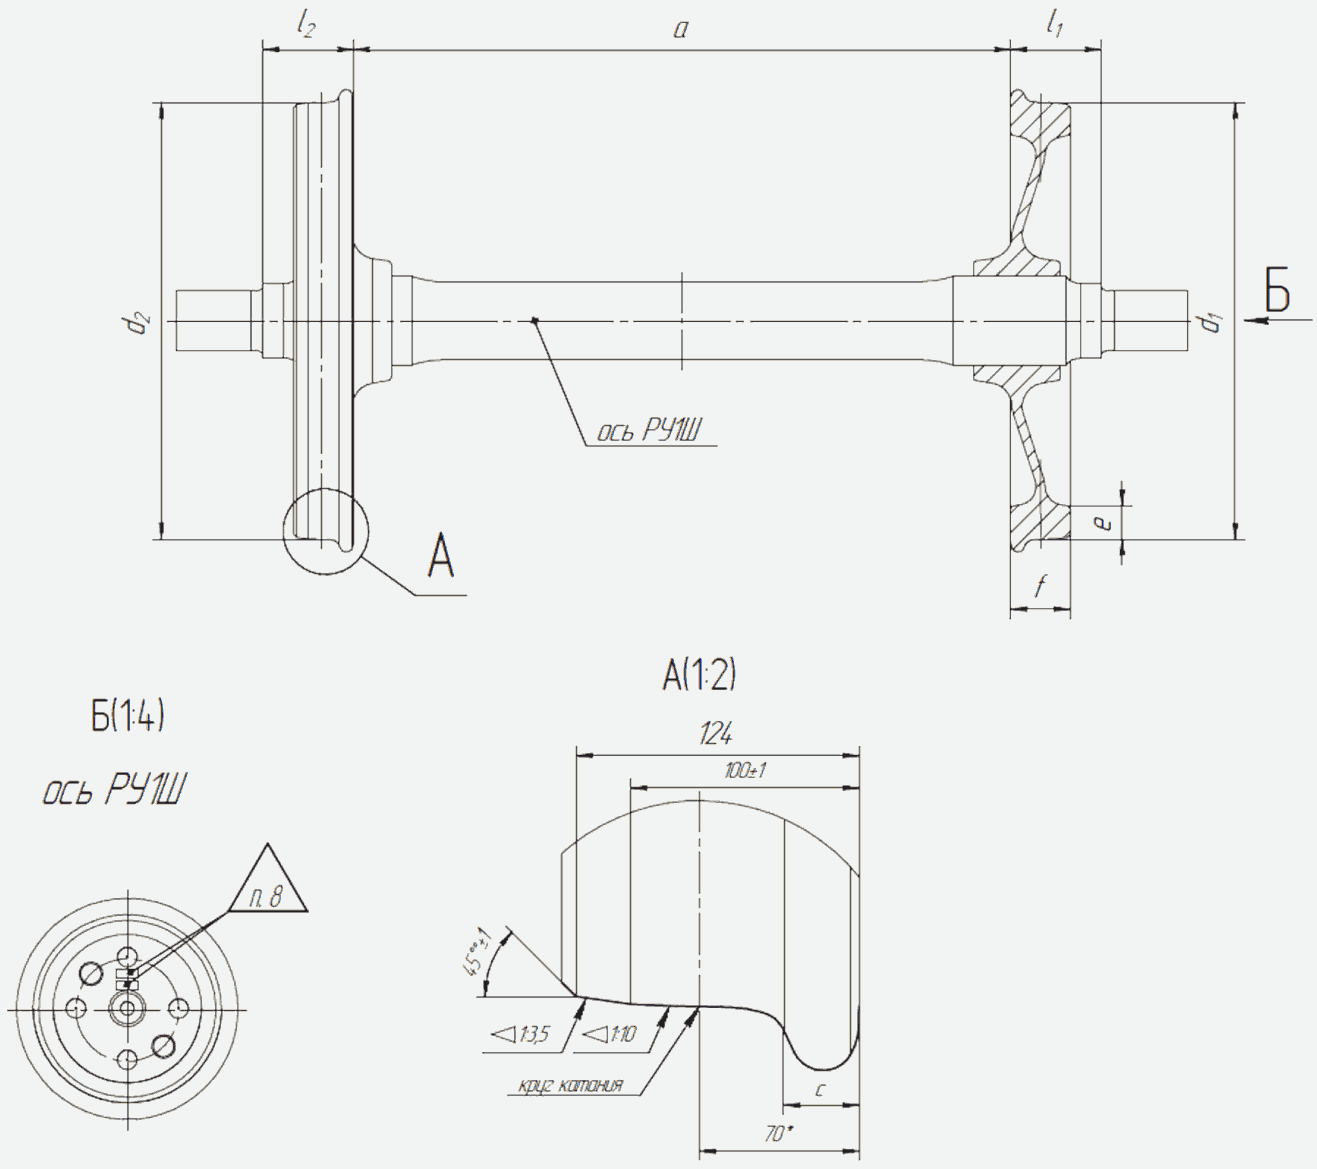 l₂
a
l₁
d₂
d₁
Б
ось РУ1Ш
e
A
f
A(1:2)
Б(1:4)
124
100±1
ось РУ1Ш
п. 8
45°±1
◁1:3,5
◁1:10
круг катания
c
70*